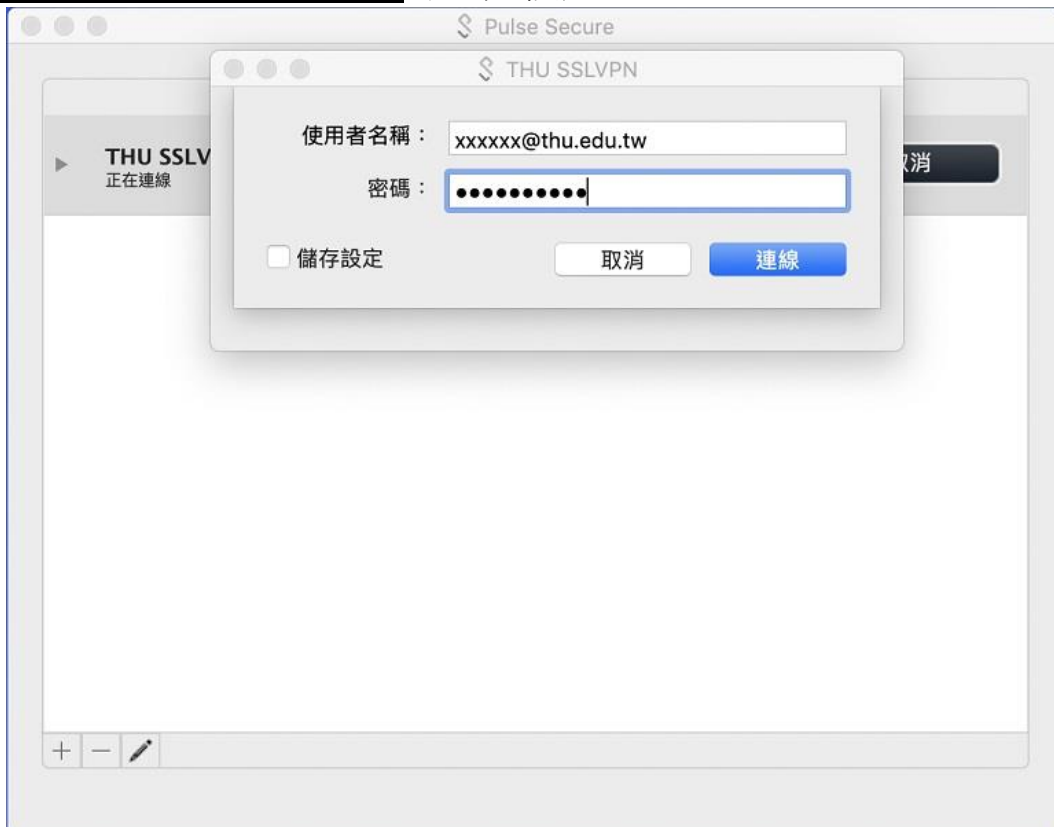 Pulse Secure
THU SSLVPN
使用者名稱：
xxxxxx@thu.edu.tw
THU SSLV
正在連線
消
密碼：
儲存設定
取消
連線